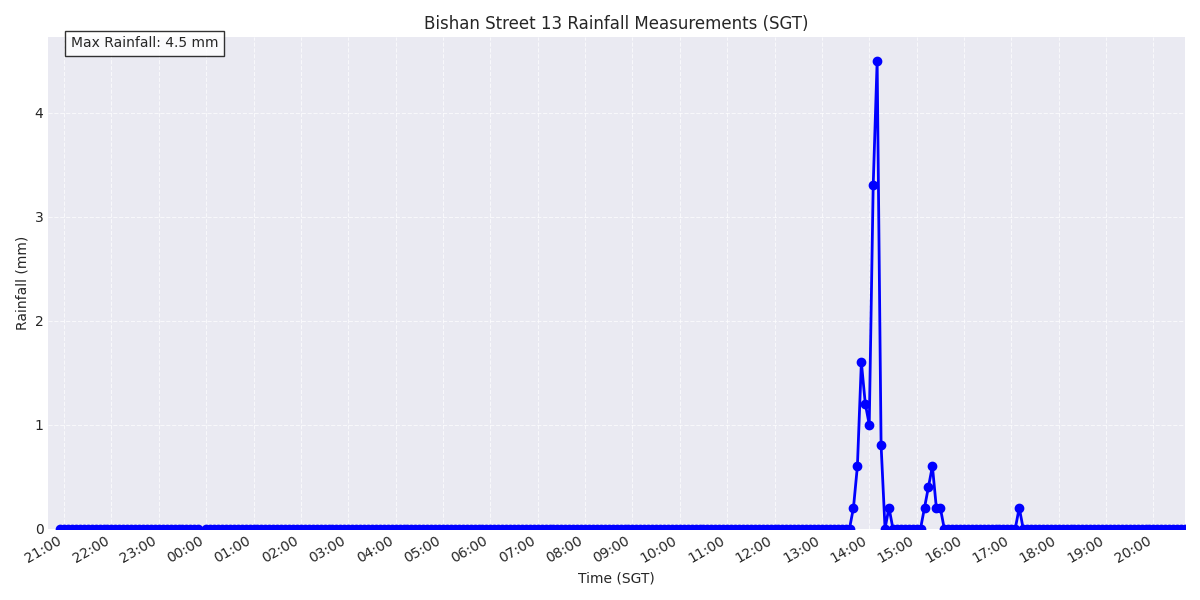 Bishan Street 13 Rainfall Measurements (SGT)
Max Rainfall: 4.5 mm
Rainfall (mm)
4
3
2
1
0
21:00 22:00 23:00 00:00 01:00 02:00 03:00 04:00 05:00 06:00 07:00 08:00 09:00 10:00 11:00 12:00 13:00 14:00 15:00 16:00 17:00 18:00 19:00 20:00
Time (SGT)